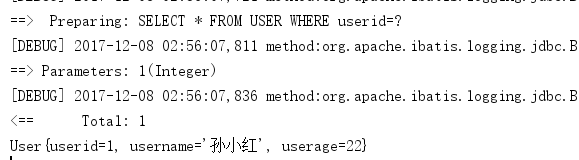 ==>  Preparing: SELECT * FROM USER WHERE userid=?
[DEBUG] 2017-12-08 02:56:07,811 method:org.apache.ibatis.logging.jdbc.B
==> Parameters: 1(Integer)
[DEBUG] 2017-12-08 02:56:07,836 method:org.apache.ibatis.logging.jdbc.B
<==      Total: 1
User{userid=1, username='孙小红', userage=22}